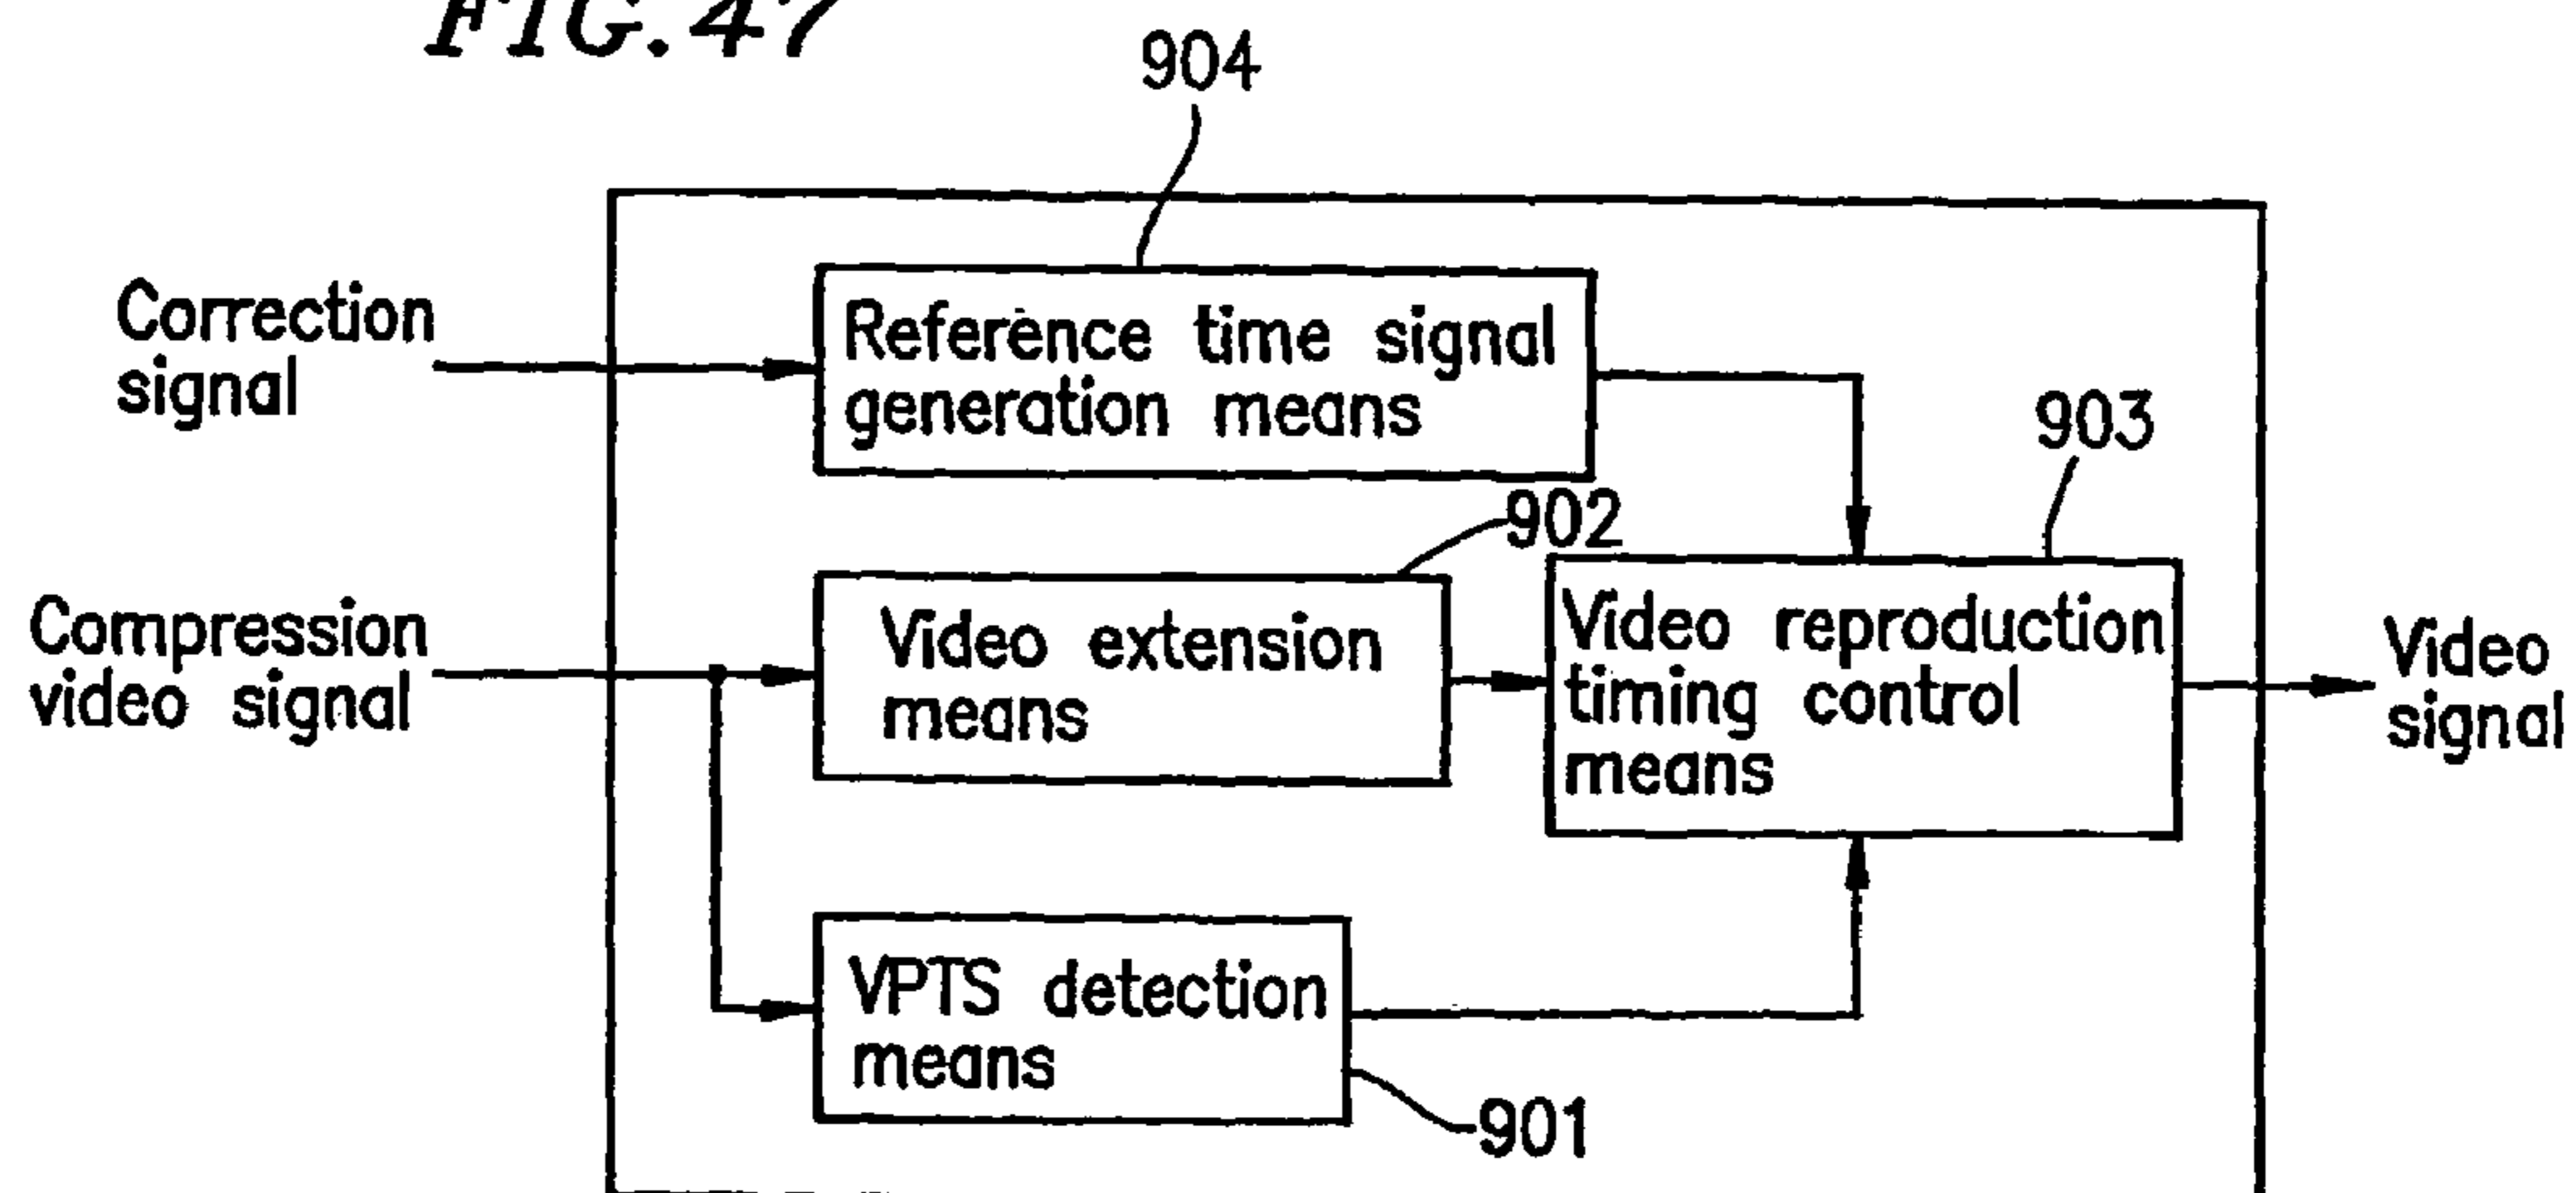 FIG. 47
904
Correction
signal
Reference time signal
generation means
903
902
Compression
video signal
Video extension
means
Video reproduction
timing control
means
Video
signal
VPTS detection
means
901